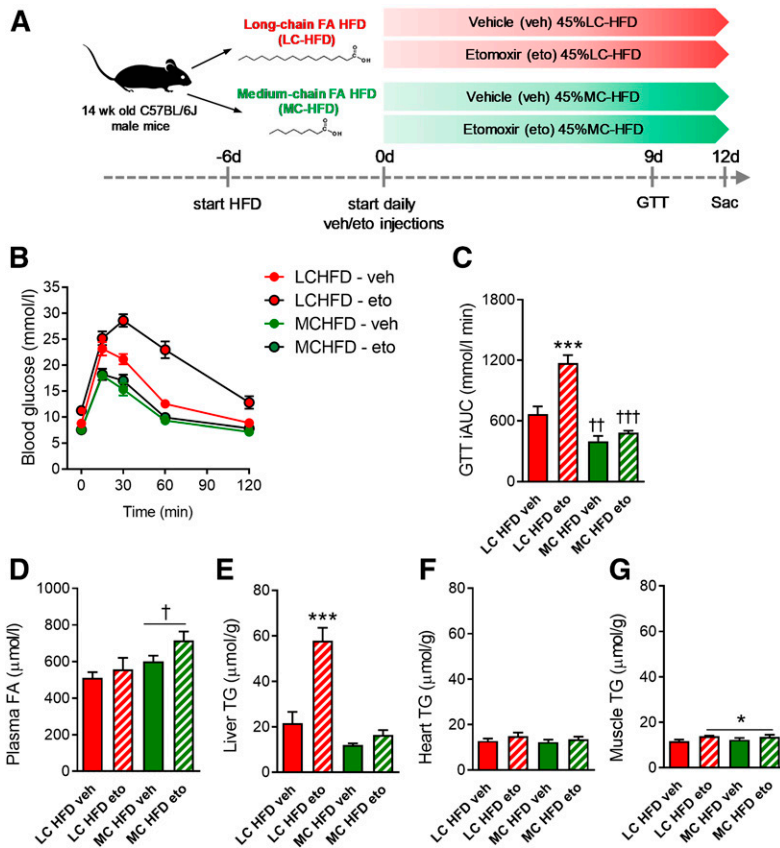 A
Long-chain FA HFD
(LC-HFD)
O
OH
Medium-chain FA HFD
(MC-HFD)
O
OH
14 wk old C57BL/6J
male mice
Vehicle (veh) 45%LC-HFD
Etomoxir (eto) 45%LC-HFD
Vehicle (veh) 45%MC-HFD
Etomoxir (eto) 45%MC-HFD
-6d
0d
9d
12d
start HFD
start daily
veh/eto injections
GTT
Sac
B
Blood glucose (mmol/l)
35
30
25
20
15
10
5
0
0
30
60
90
120
Time (min)
LCHFD - veh
LCHFD - eto
MCHFD - veh
MCHFD - eto
C
GTT iAUC (mmol/l min)
1800
1200
600
0
***
††
†††
LC HFD veh
LC HFD eto
MC HFD veh
MC HFD eto
D
Plasma FA
(µmol/l)
1000
800
600
400
200
0
†
LC HFD veh
LC HFD eto
MC HFD veh
MC HFD eto
E
Liver TG (µmol/g)
80
60
40
20
0
***
LC HFD veh
LC HFD eto
MC HFD veh
MC HFD eto
F
Heart TG (µmol/g)
80
60
40
20
0
LC HFD veh
LC HFD eto
MC HFD veh
MC HFD eto
G
Muscle TG (µmol/g)
80
60
40
20
0
*
LC HFD veh
LC HFD eto
MC HFD veh
MC HFD eto